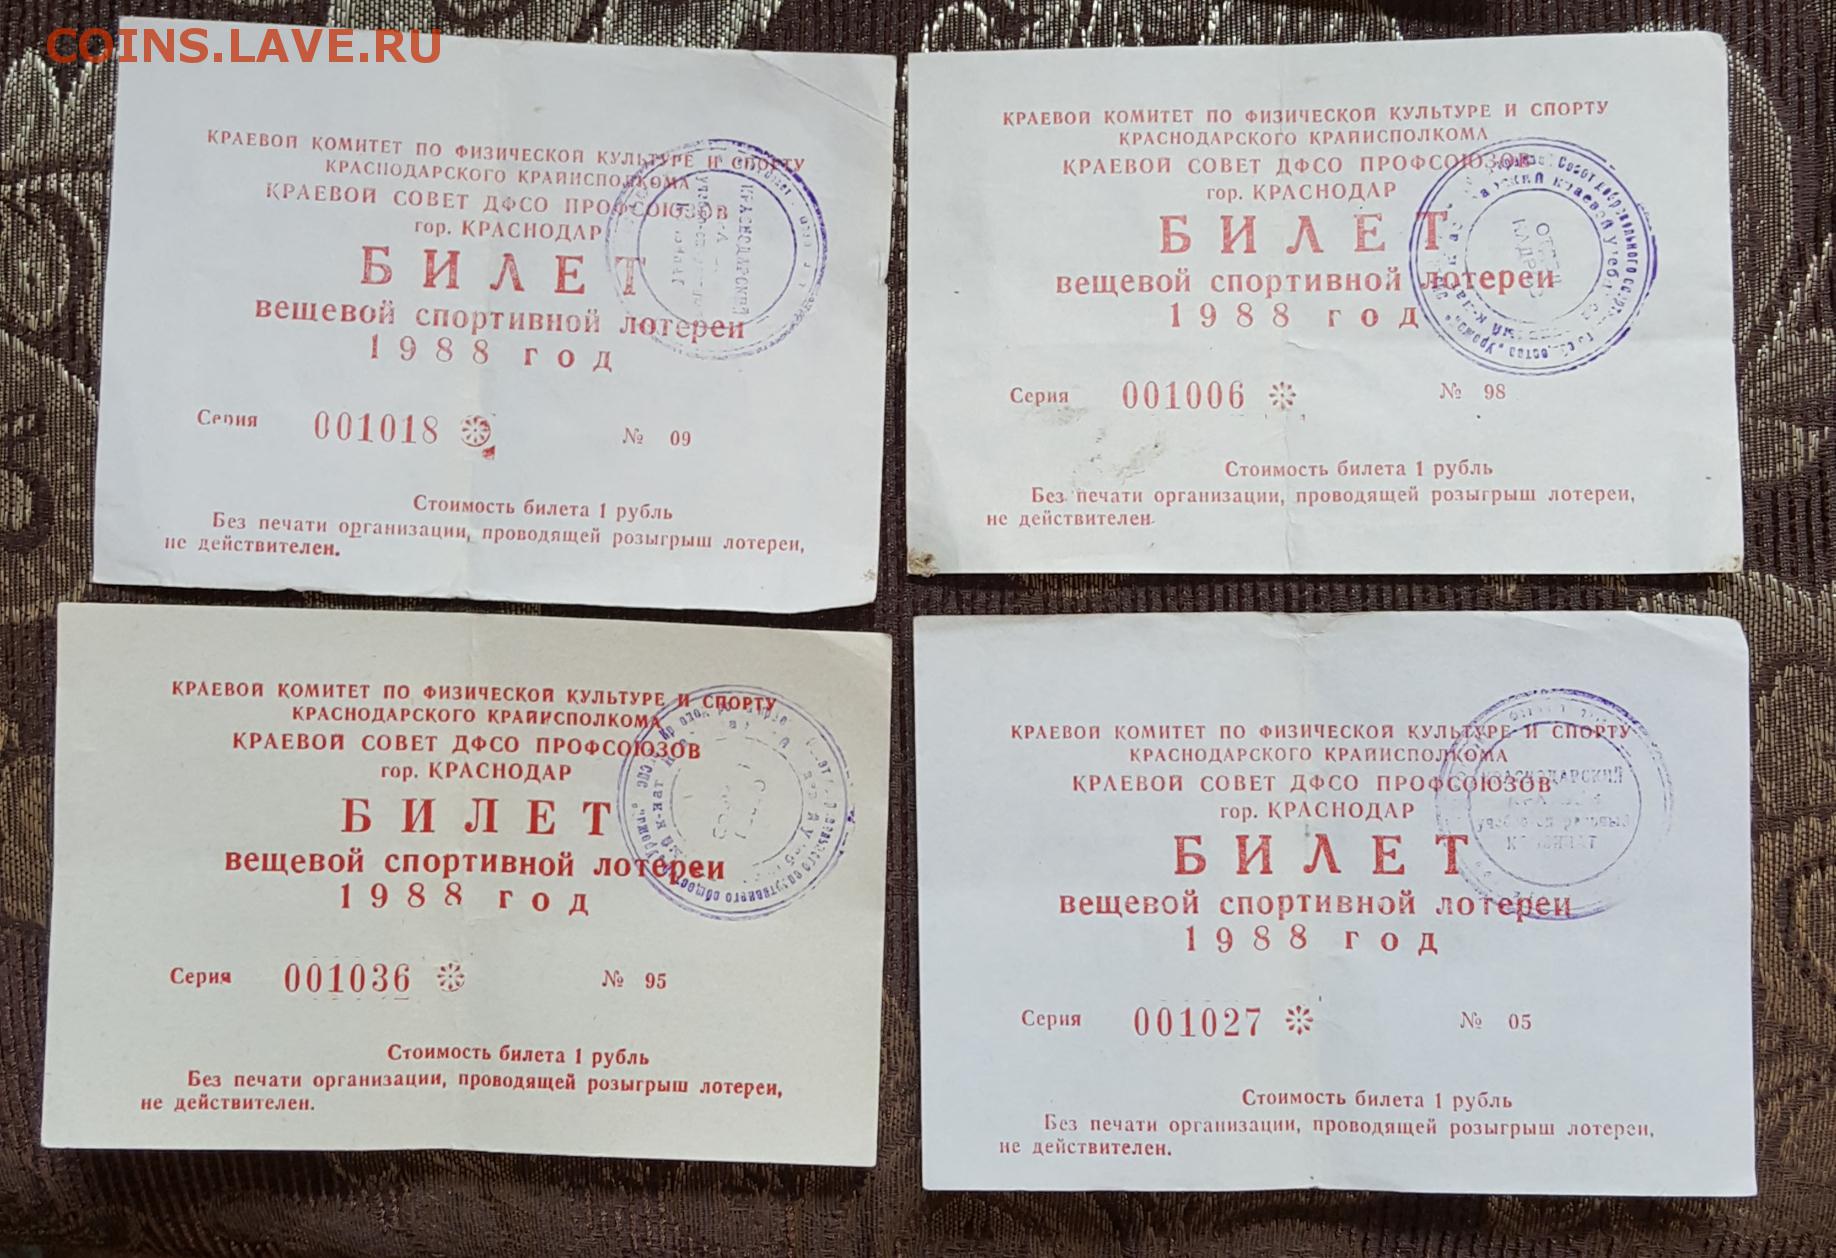 COINS.LAVE.RU
КРАЕВОЙ КОМИТЕТ ПО ФИЗИЧЕСКОЙ КУЛЬТУРЕ И СПОРТУ
КРАСНОДАРСКОГО КРАЙИСПОЛКОМА
КРАЕВОЙ СОВЕТ ДФСО ПРОФСОЮЗОВ
гор. КРАСНОДАР
БИЛЕТ
вещевой спортивной лотереи
1988 год
Серия 001018 № 09
Стоимость билета 1 рубль
Без печати организации, проводящей розыгрыш лотереи,
не действителен.
КРАСНОДАРСКИЙ
КРАЕВОЙ КОМИТЕТ ПО ФИЗИЧЕСКОЙ КУЛЬТУРЕ И СПОРТУ
КРАСНОДАРСКОГО КРАЙИСПОЛКОМА
КРАЕВОЙ СОВЕТ ДФСО ПРОФСОЮЗОВ
гор. КРАСНОДАР
БИЛЕТ
вещевой спортивной лотереи
1988 год
Серия 001006 № 98
Стоимость билета 1 рубль
Без печати организации, проводящей розыгрыш лотереи,
не действителен.
ОТДЕЛ
КАДРОВ
КРАЕВОЙ КОМИТЕТ ПО ФИЗИЧЕСКОЙ КУЛЬТУРЕ И СПОРТУ
КРАСНОДАРСКОГО КРАЙИСПОЛКОМА
КРАЕВОЙ СОВЕТ ДФСО ПРОФСОЮЗОВ
гор. КРАСНОДАР
БИЛЕТ
вещевой спортивной лотереи
1988 год
Серия 001036 № 95
Стоимость билета 1 рубль
Без печати организации, проводящей розыгрыш лотереи,
не действителен.
КРАЕВОЙ КОМИТЕТ ПО ФИЗИЧЕСКОЙ КУЛЬТУРЕ И СПОРТУ
КРАСНОДАРСКОГО КРАЙИСПОЛКОМА
КРАЕВОЙ СОВЕТ ДФСО ПРОФСОЮЗОВ
гор. КРАСНОДАР
БИЛЕТ
вещевой спортивной лотереи
1988 год
Серия 001027 № 05
Стоимость билета 1 рубль
Без печати организации, проводящей розыгрыш лотереи,
не действителен.
КРАСНОДАРСКИЙ